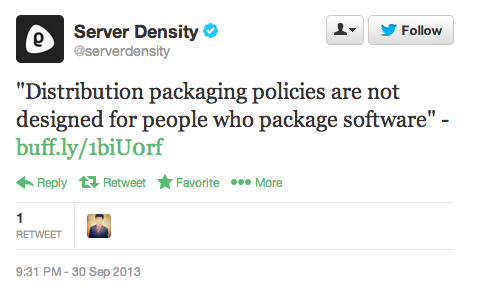 Server Density
@serverdensity
Follow
"Distribution packaging policies are not
designed for people who package software" -
buff.ly/1biU0rf
Reply Retweet Favorite More
1
RETWEET
9:31 PM - 30 Sep 2013